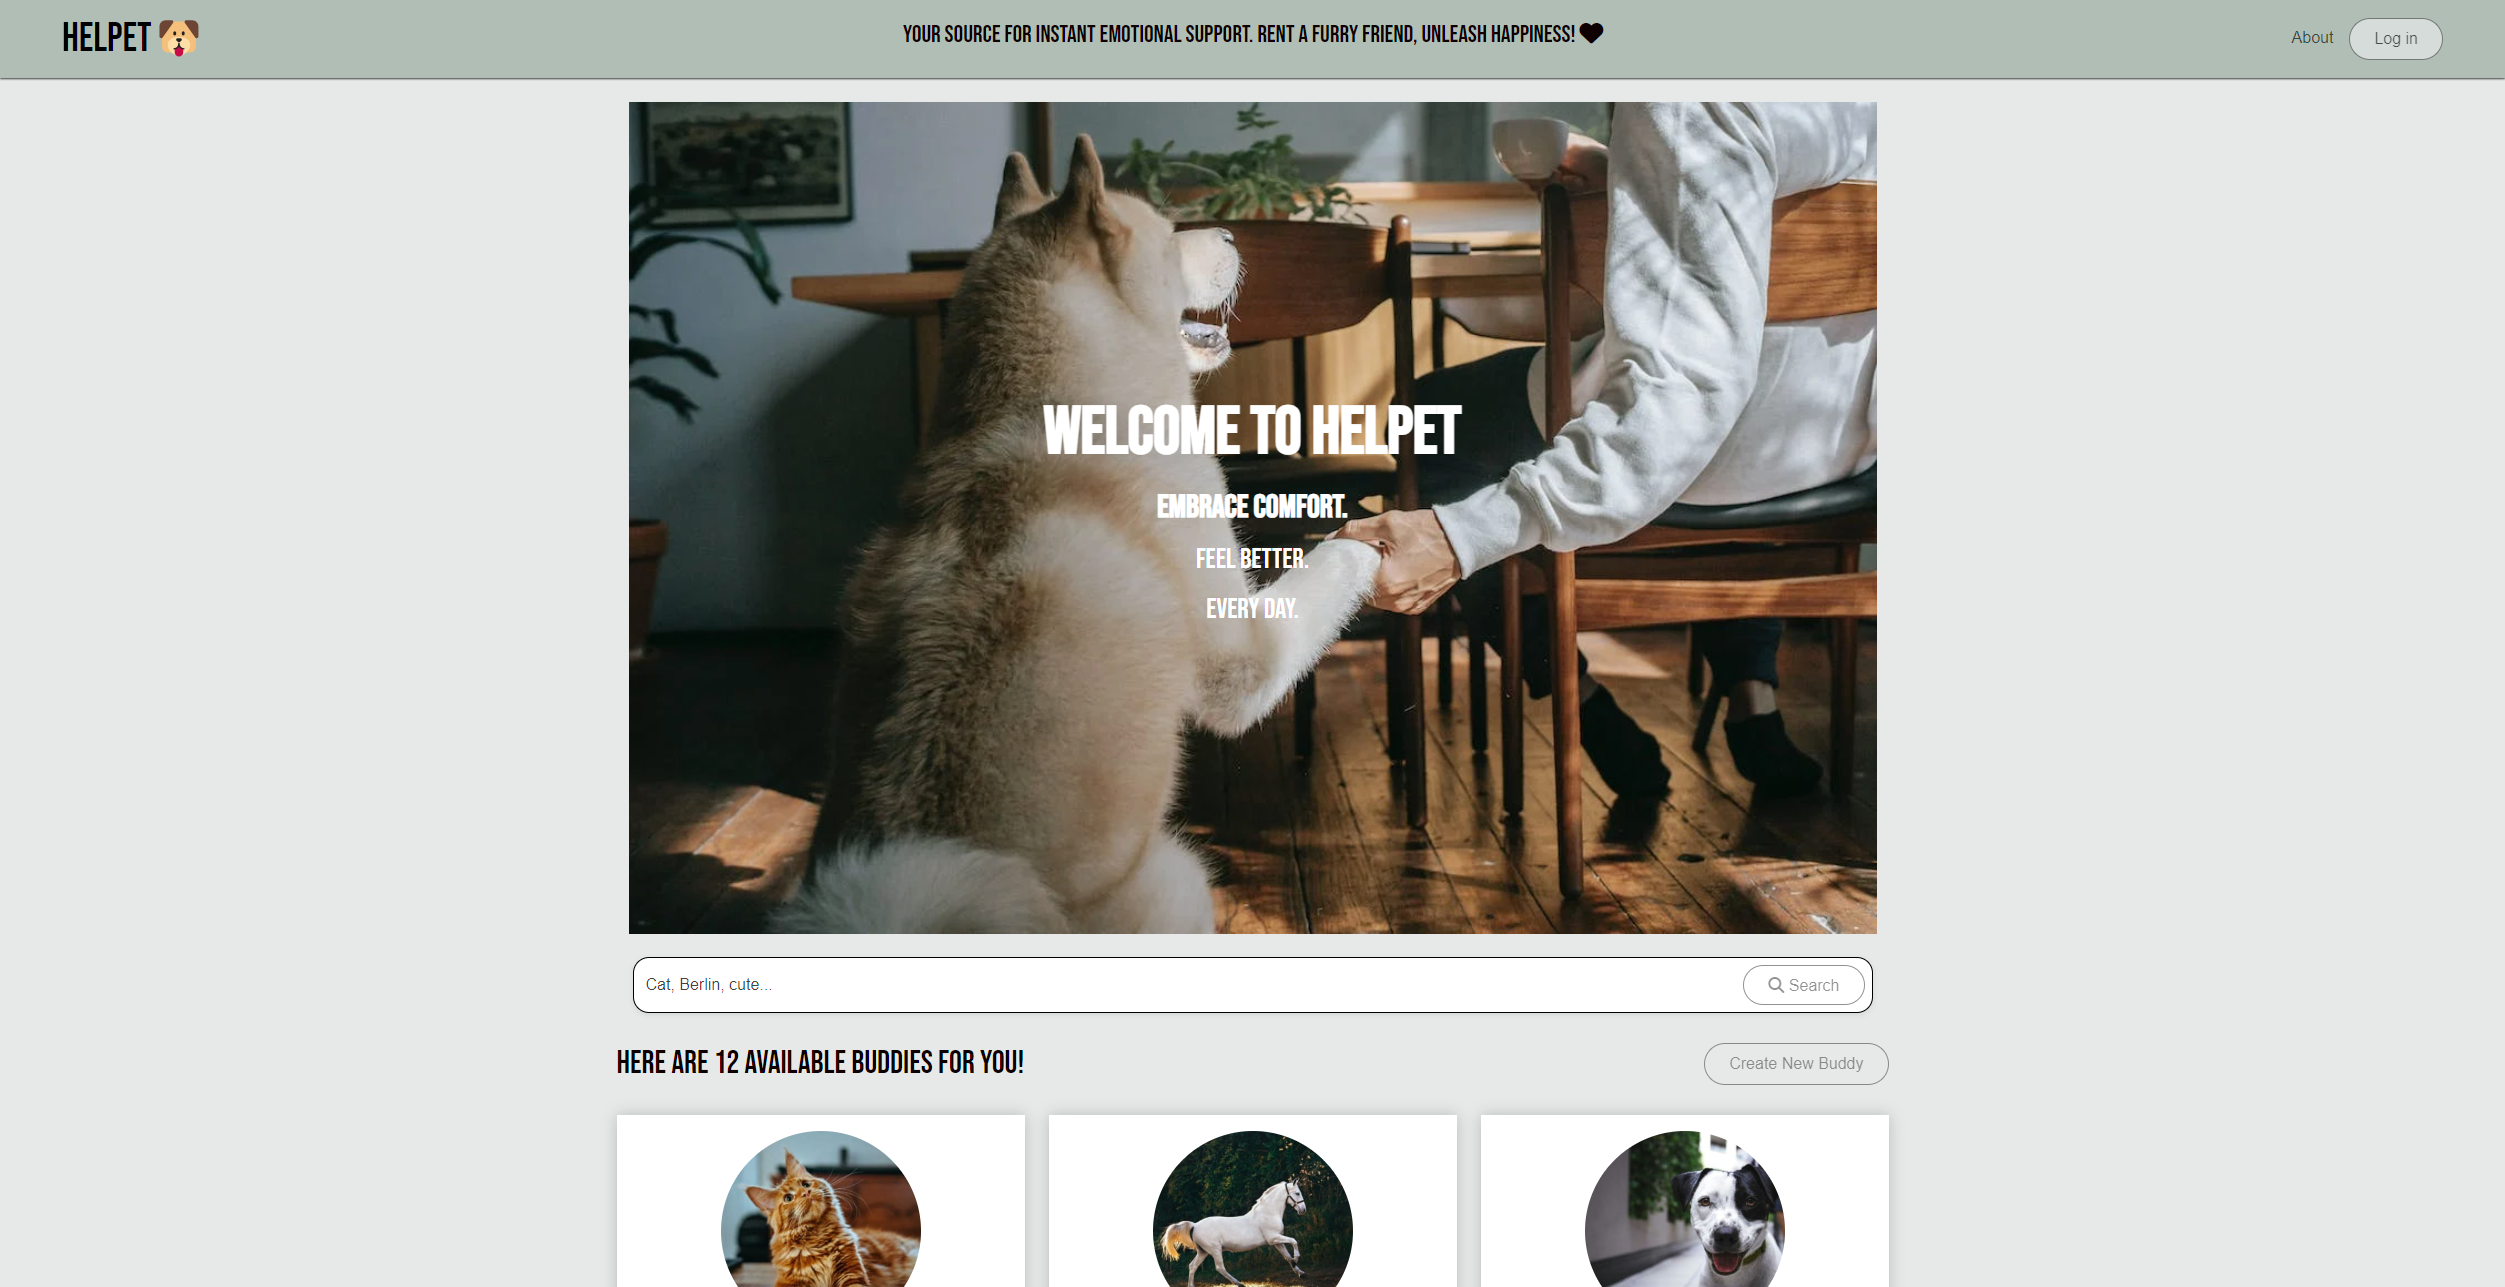 HELPET
YOUR SOURCE FOR INSTANT EMOTIONAL SUPPORT. RENT A FURRY FRIEND, UNLEASH HAPPINESS!
About
Log in
WELCOME TO HELPET
EMBRACE COMFORT.
FEEL BETTER.
EVERY DAY.
Cat, Berlin, cute...
Search
HERE ARE 12 AVAILABLE BUDDIES FOR YOU!
Create New Buddy